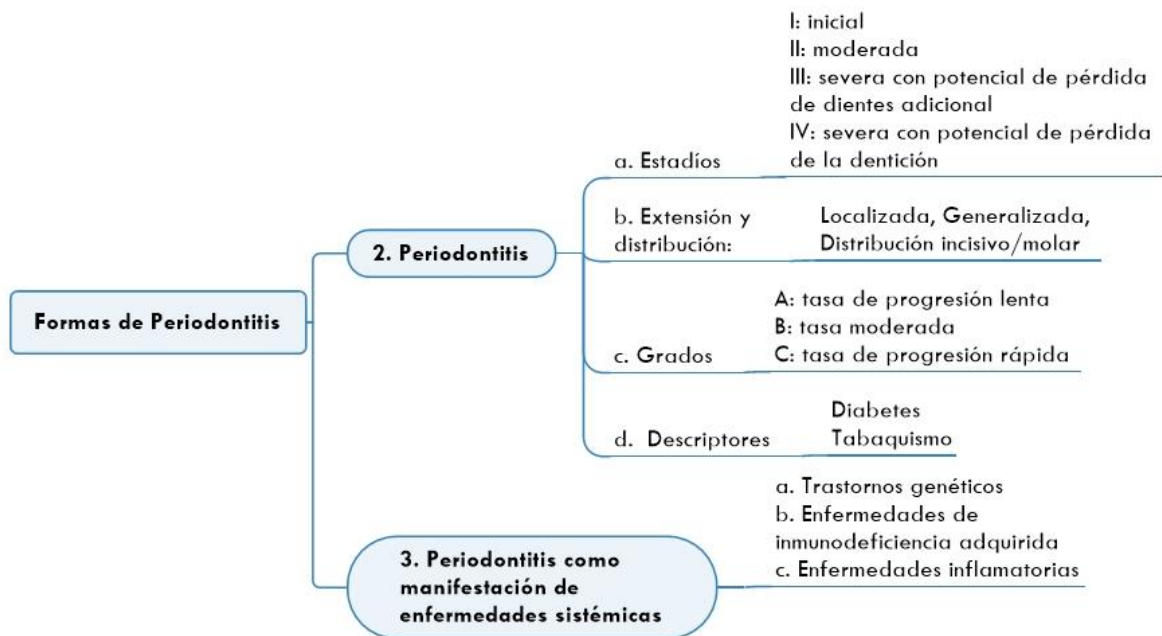 Formas de Periodontitis
2. Periodontitis
a. Estadíos
I: inicial
II: moderada
III: severa con potencial de pérdida
de dientes adicional
IV: severa con potencial de pérdida
de la dentición
b. Extensión y
distribución:
Localizada, Generalizada,
Distribución incisivo/molar
c. Grados
A: tasa de progresión lenta
B: tasa moderada
C: tasa de progresión rápida
d. Descriptores
Diabetes
Tabaquismo
3. Periodontitis como
manifestación de
enfermedades sistémicas
a. Trastornos genéticos
b. Enfermedades de
inmunodeficiencia adquirida
c. Enfermedades inflamatorias